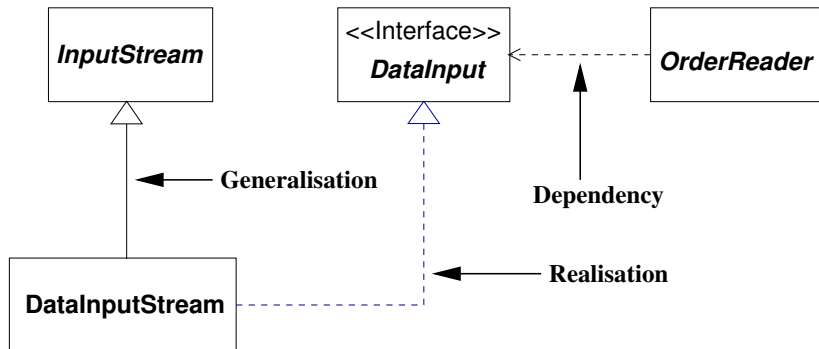 InputStream
<<Interface>>
DataInput
OrderReader
Generalisation
Dependency
DataInputStream
Realisation